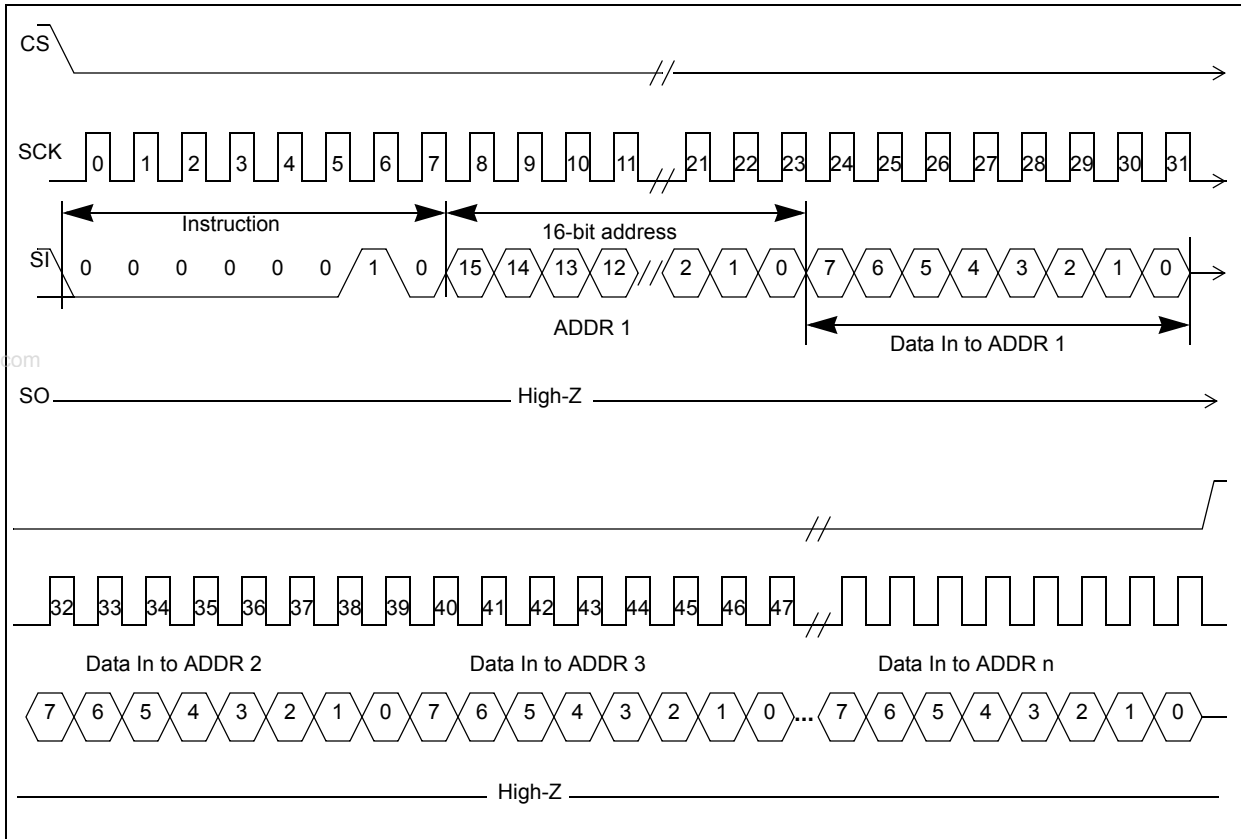 CS
SCK
0 1 2 3 4 5 6 7 8 9 10 11 21 22 23 24 25 26 27 28 29 30 31
Instruction
16-bit address
SI
0 0 0 0 0 0 1 0 15 14 13 12 2 1 0 7 6 5 4 3 2 1 0
ADDR 1
Data In to ADDR 1
com
SO
High-Z
32 33 34 35 36 37 38 39 40 41 42 43 44 45 46 47
Data In to ADDR 2
Data In to ADDR 3
Data In to ADDR n
7 6 5 4 3 2 1 0 7 6 5 4 3 2 1 0 ... 7 6 5 4 3 2 1 0
High-Z